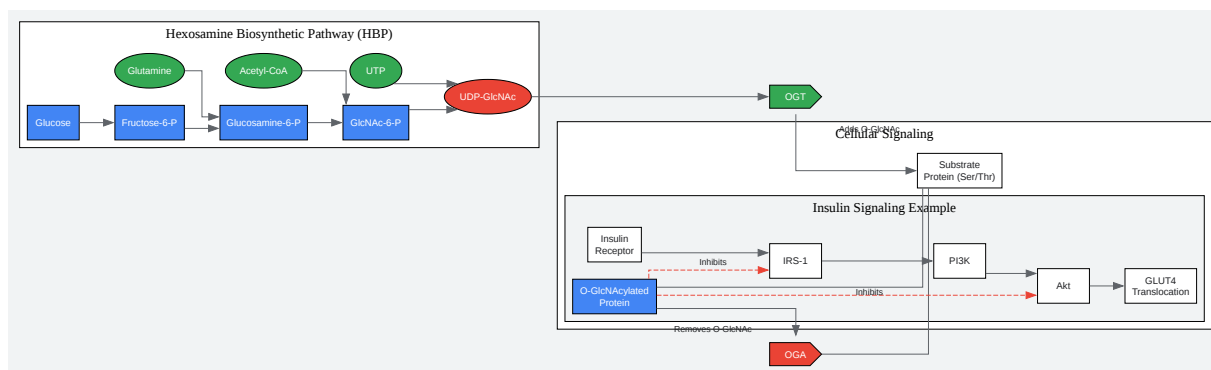 Hexosamine Biosynthetic Pathway (HBP)
Glutamine
Acetyl-CoA
UTP
UDP-GlcNAc
Glucose
Fructose-6-P
Glucosamine-6-P
GlcNAc-6-P
OGT
Adds O-GlcNAc
Cellular Signaling
Substrate
Protein (Ser/Thr)
Insulin Signaling Example
Insulin
Receptor
Inhibits
IRS-1
PI3K
O-GlcNAcylated
Protein
Inhibits
Akt
GLUT4
Translocation
Removes O-GlcNAc
OGA